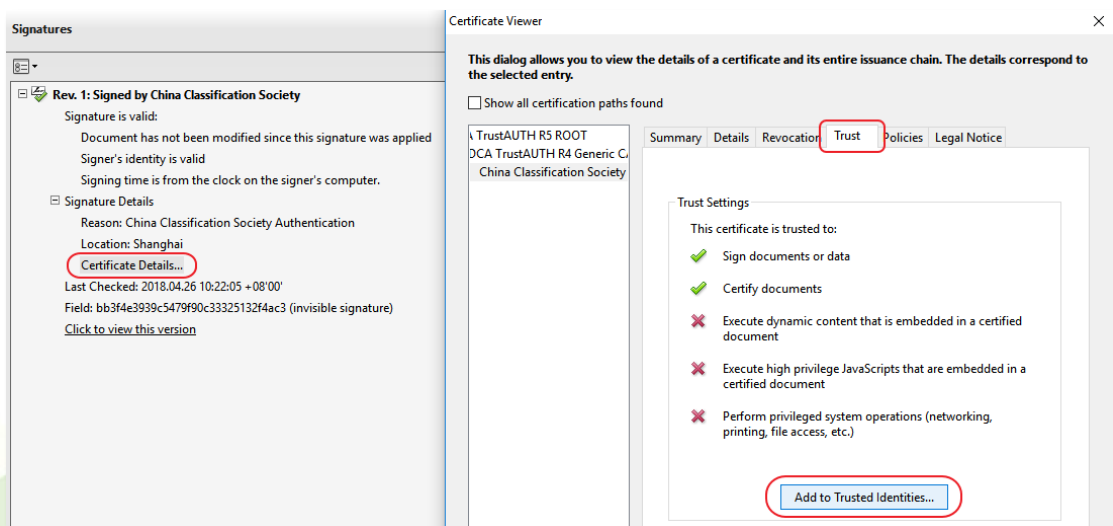 Signatures
Rev. 1: Signed by China Classification Society
Signature is valid:
Document has not been modified since this signature was applied
Signer's identity is valid
Signing time is from the clock on the signer's computer.
Signature Details
Reason: China Classification Society Authentication
Location: Shanghai
Certificate Details...
Last Checked: 2018.04.26 10:22:05 +08'00'
Field: bb3f4e3939c5479f90c33325132f4ac3 (invisible signature)
Click to view this version
Certificate Viewer
This dialog allows you to view the details of a certificate and its entire issuance chain. The details correspond to
the selected entry.
Show all certification paths found
A TrustAUTH R5 ROOT
DCA TrustAUTH R4 Generic CA
China Classification Society
Summary Details Revocation Trust Policies Legal Notice
Trust Settings
This certificate is trusted to:
Sign documents or data
Certify documents
Execute dynamic content that is embedded in a certified
document
Execute high privilege JavaScripts that are embedded in a
certified document
Perform privileged system operations (networking,
printing, file access, etc.)
Add to Trusted Identities...